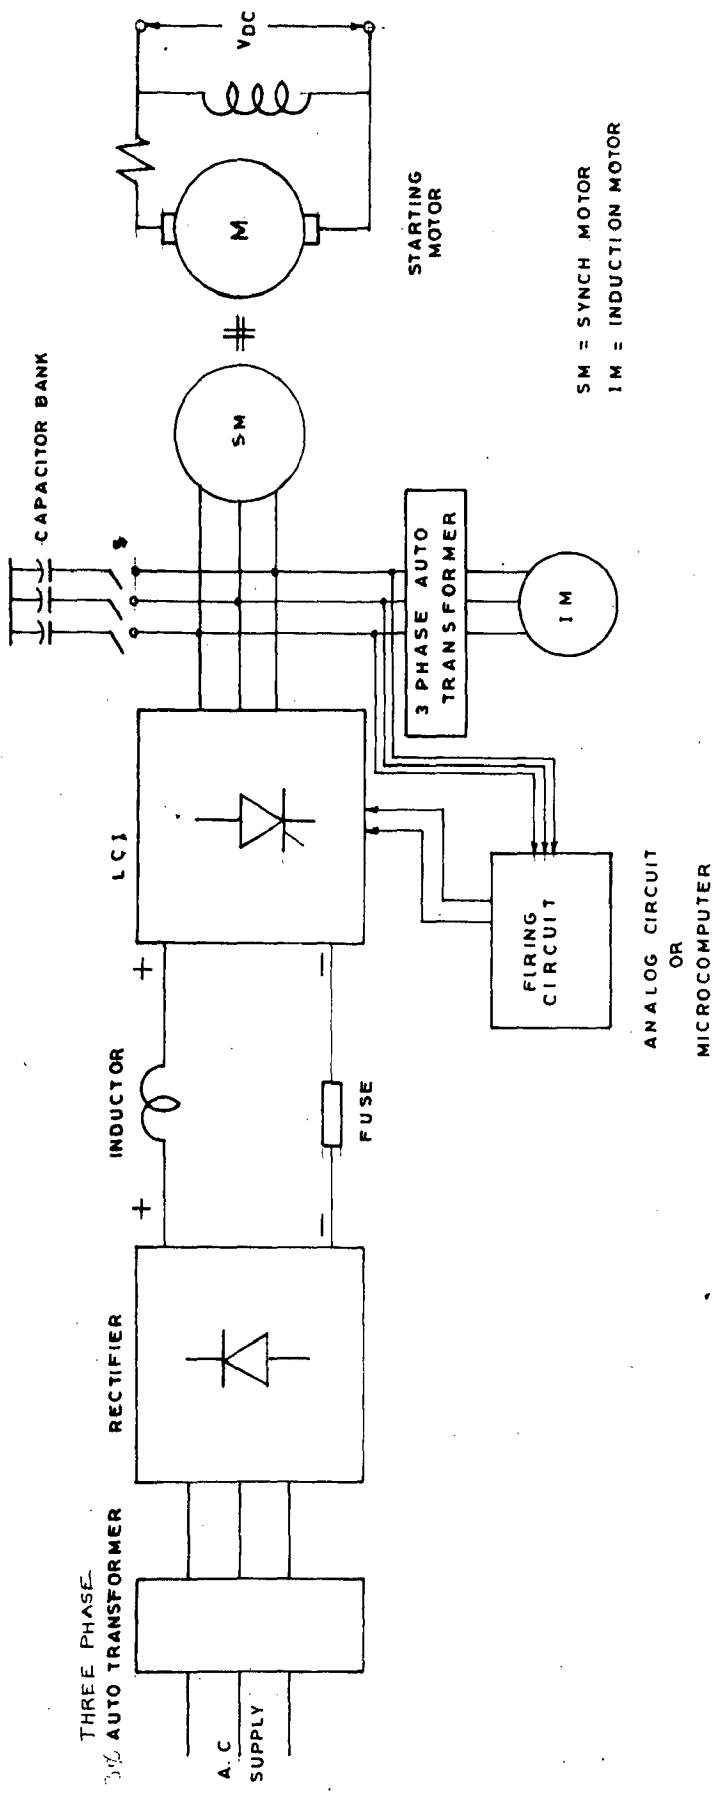 THREE PHASE
AUTO TRANSFORMER
A.C
SUPPLY
RECTIFIER
+
-
INDUCTOR
FUSE
+
-
LCI
FIRING
CIRCUIT
ANALOG CIRCUIT
OR
MICROCOMPUTER
CAPACITOR BANK
3 PHASE AUTO
TRANSFORMER
IM
SM
M
VDC
STARTING
MOTOR
SM = SYNCH MOTOR
IM = INDUCTION MOTOR